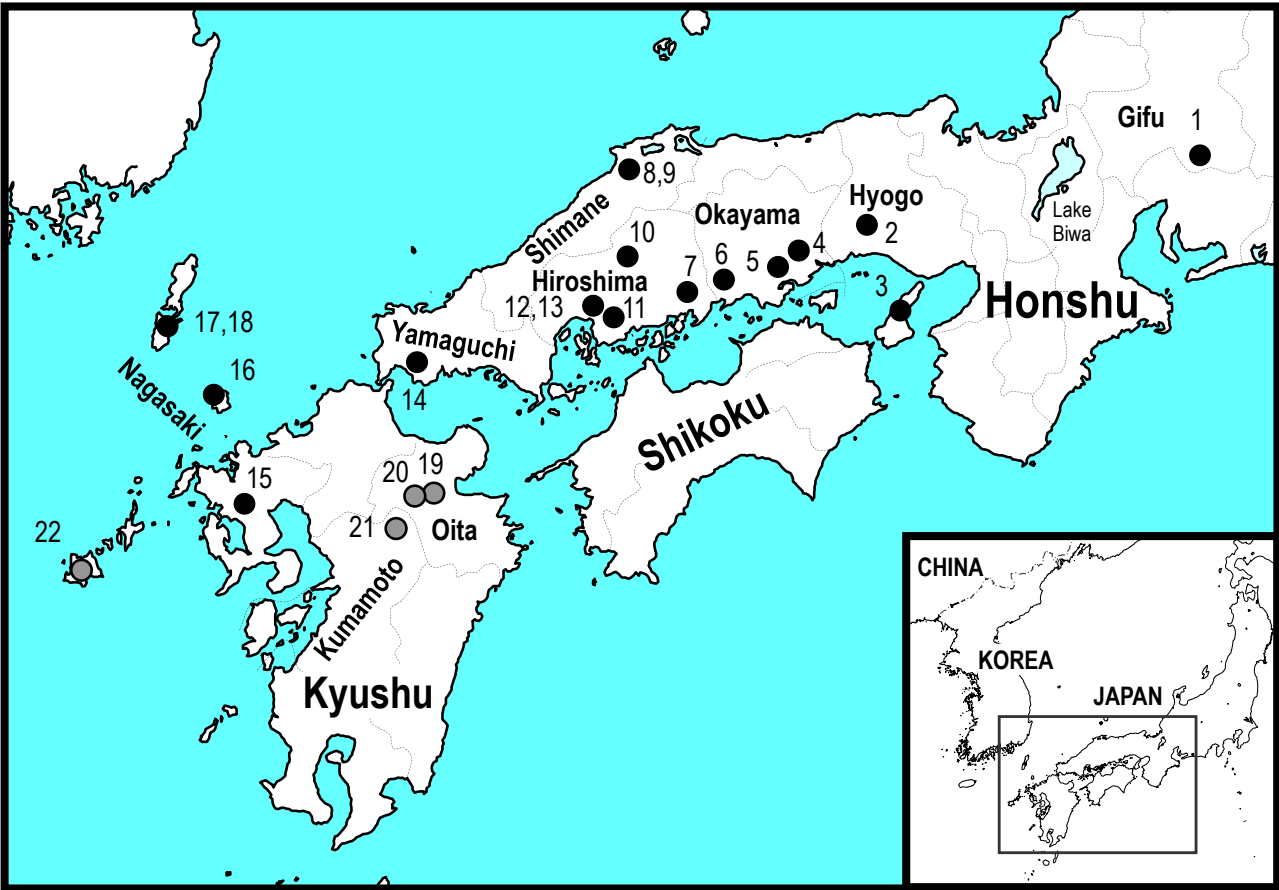 Gifu
1
8,9
Shimane
Okayama
Hyogo
Lake
Biwa
10
4
2
5
6
7
Hiroshima
3
12,13
11
Honshu
17,18
Yamaguchi
16
14
Nagasaki
Shikoku
15
20
19
21
Oita
22
Kumamoto
Kyushu
CHINA
KOREA
JAPAN